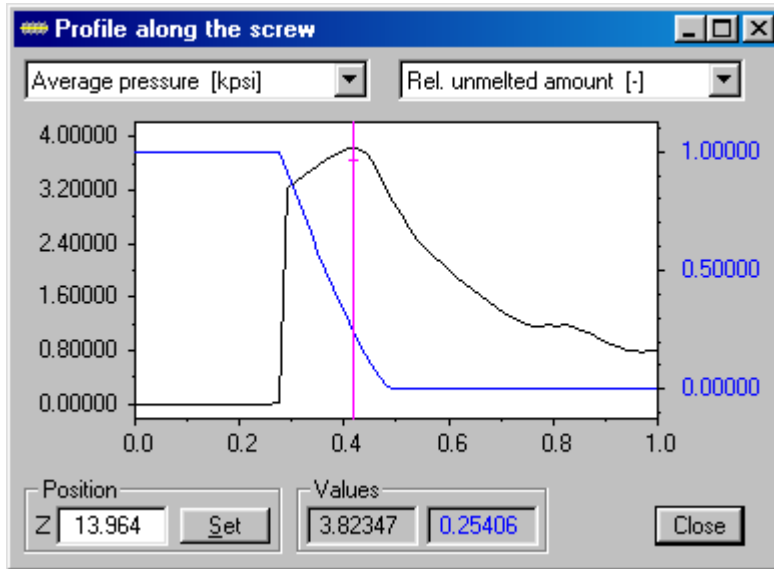 Profile along the screw
Average pressure [kpsi]
Rel. unmelted amount [-]
4.00000
3.20000
2.40000
1.60000
0.80000
0.00000
1.00000
0.50000
0.00000
0.0 0.2 0.4 0.6 0.8 1.0
Position
Z 13.964 Set
Values
3.82347 0.25406
Close